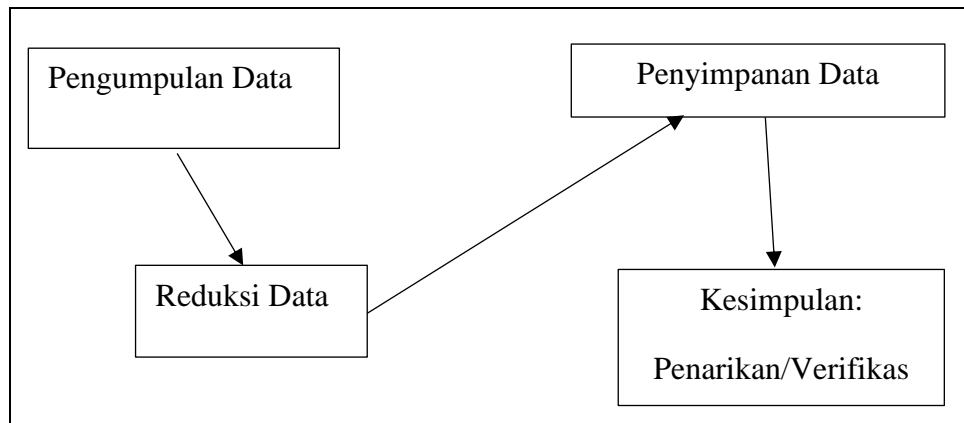 Pengumpulan Data
Reduksi Data
Penyimpanan Data
Kesimpulan:
Penarikan/Verifikas